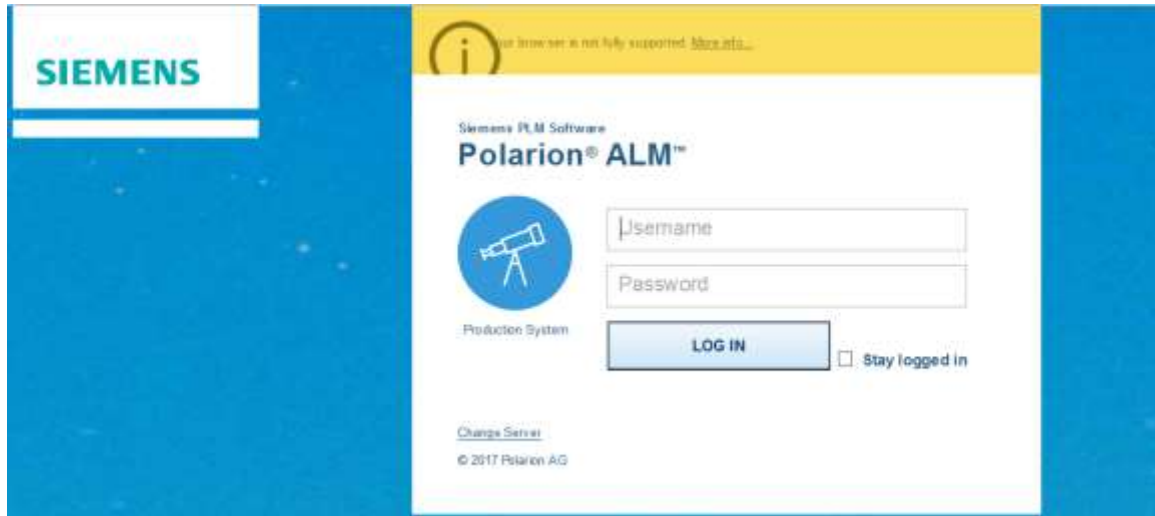 SIEMENS
your browser is not fully supported. More info...
Siemens PLM Software
Polarion® ALM™
Username
Password
Production System
LOG IN
Stay logged in
Change Server
© 2017 Polarion AG